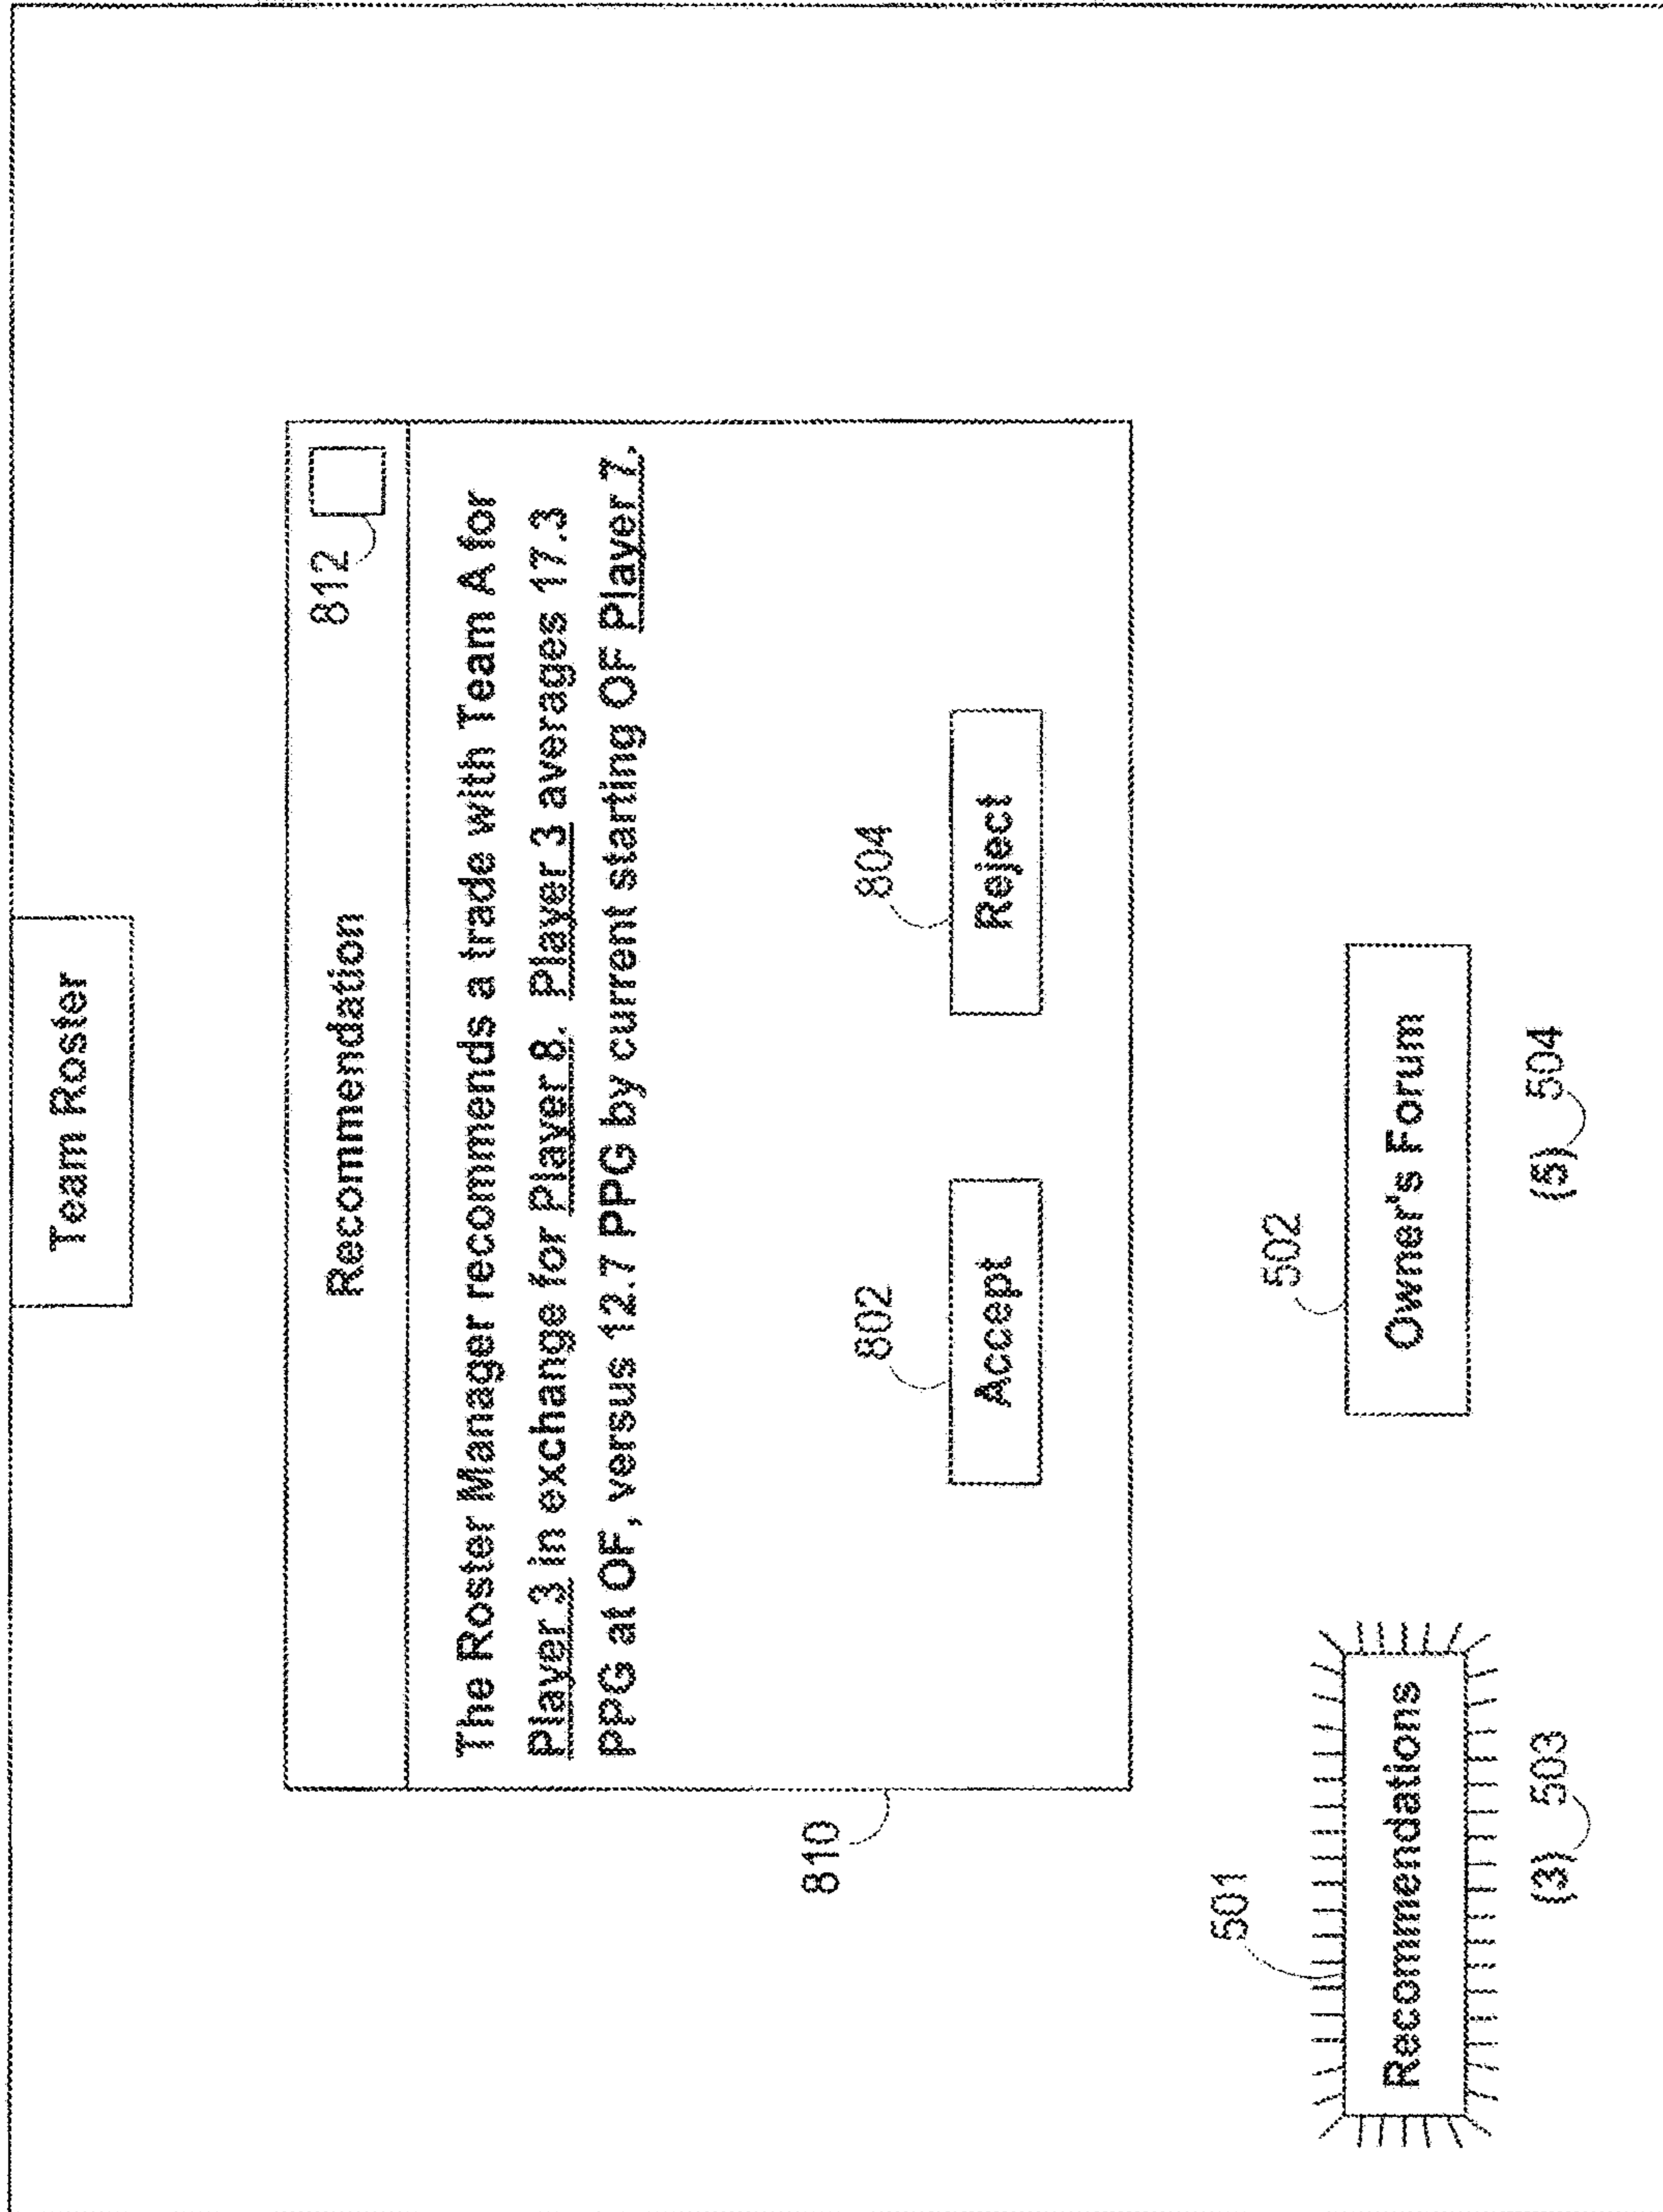 Team Roster
Recommendation
812
The Roster Manager recommends a trade with Team A for
Player 3 in exchange for Player 8. Player 3 averages 17.3
PPG at OF, versus 12.7 PPG by current starting OF Player 7.
810
802
804
Accept
Reject
501
502
Recommendations
Owner's Forum
(3) 503
(5) 504